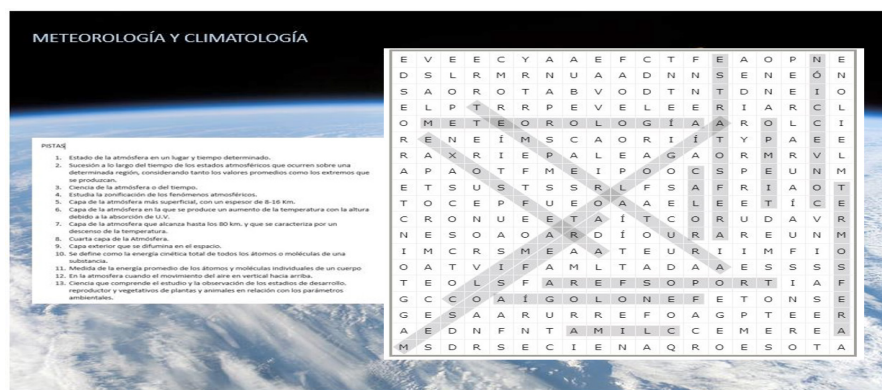 METEOROLOGÍA Y CLIMATOLOGÍA
PISTAS
1. Estado de la atmósfera en un lugar y tiempo determinado.
2. Sucesión a lo largo del tiempo de los estados atmosféricos que ocurren sobre una
determinada región, considerando tanto los valores promedios como los extremos que
se produzcan.
3. Ciencia de la atmósfera o del tiempo.
4. Estudia la zonificación de los fenómenos atmosféricos.
5. Capa de la atmósfera más superficial, con un espesor de 8-16 Km.
6. Capa de la atmósfera en la que se produce un aumento de la temperatura con la altura
debido a la absorción de U.V.
7. Capa de la atmosfera que alcanza hasta los 80 km. y que se caracteriza por un
descenso de la temperatura.
8. Cuarta capa de la Atmósfera.
9. Capa exterior que se difumina en el espacio.
10. Se define como la energía cinética total de todos los átomos o moléculas de una
substancia.
11. Medida de la energía promedio de los átomos y moléculas individuales de un cuerpo
12. En la atmósfera cuando el movimiento del aire en vertical hacia arriba.
13. Ciencia que comprende el estudio y la observación de los estadios de desarrollo,
reproductor y vegetativos de plantas y animales en relación con los parámetros
ambientales.
E V E E C Y A A E F C T F E A O P N E
D S L R M R N U A A D N N S E N E Ó N
S A O R O T A B V O D T N T D N E I O
E L P T R R P E V E L E E R I A R C L
O M E T E O R O L O G Í A A R O L C I
R E N E Í M S C A O R I Í T Y P A E E
R A X R I E P A L E A G A O R M R V L
A P A O T F M E I P O O C S P E U N M
E T S U S T S S R L F S A F R I A O T
T O C E P F U E O A A E L E E T Í C E
C R O N U E E T A Í T C O R U D A V R
N E S O A O A R D Í O U R A R E U N M
I M C R S M E A A T E U R I I M F I O
O A T V I F A M L T A D A A E S S S S
T E O L S F A R E F S O P O R T I A F
G C C O A Í G O L O N E F E T O N S E
G E S A A R U R R E F O A G P T E E R
A E D N F N T A M I L C C E M E R E A
M S D R S E C I E N A Q R O E S O T A